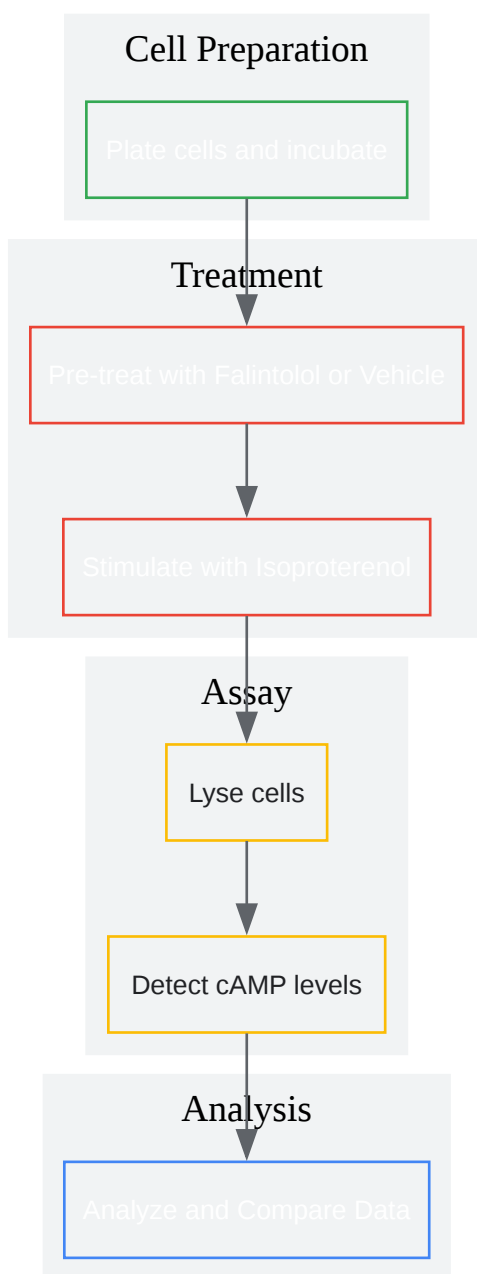 Cell Preparation
Plate cells and incubate
Treatment
Pre-treat with Falintolol or Vehicle
Stimulate with Isoproterenol
Assay
Lyse cells
Detect cAMP levels
Analysis
Analyze and Compare Data